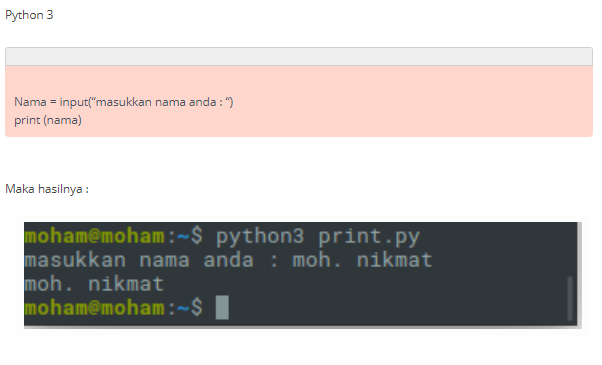 Python 3
Nama = input(“masukkan nama anda : “)
print (nama)
Maka hasilnya :
moham@moham:~$ python3 print.py
masukkan nama anda : moh. nikmat
moh. nikmat
moham@moham:~$